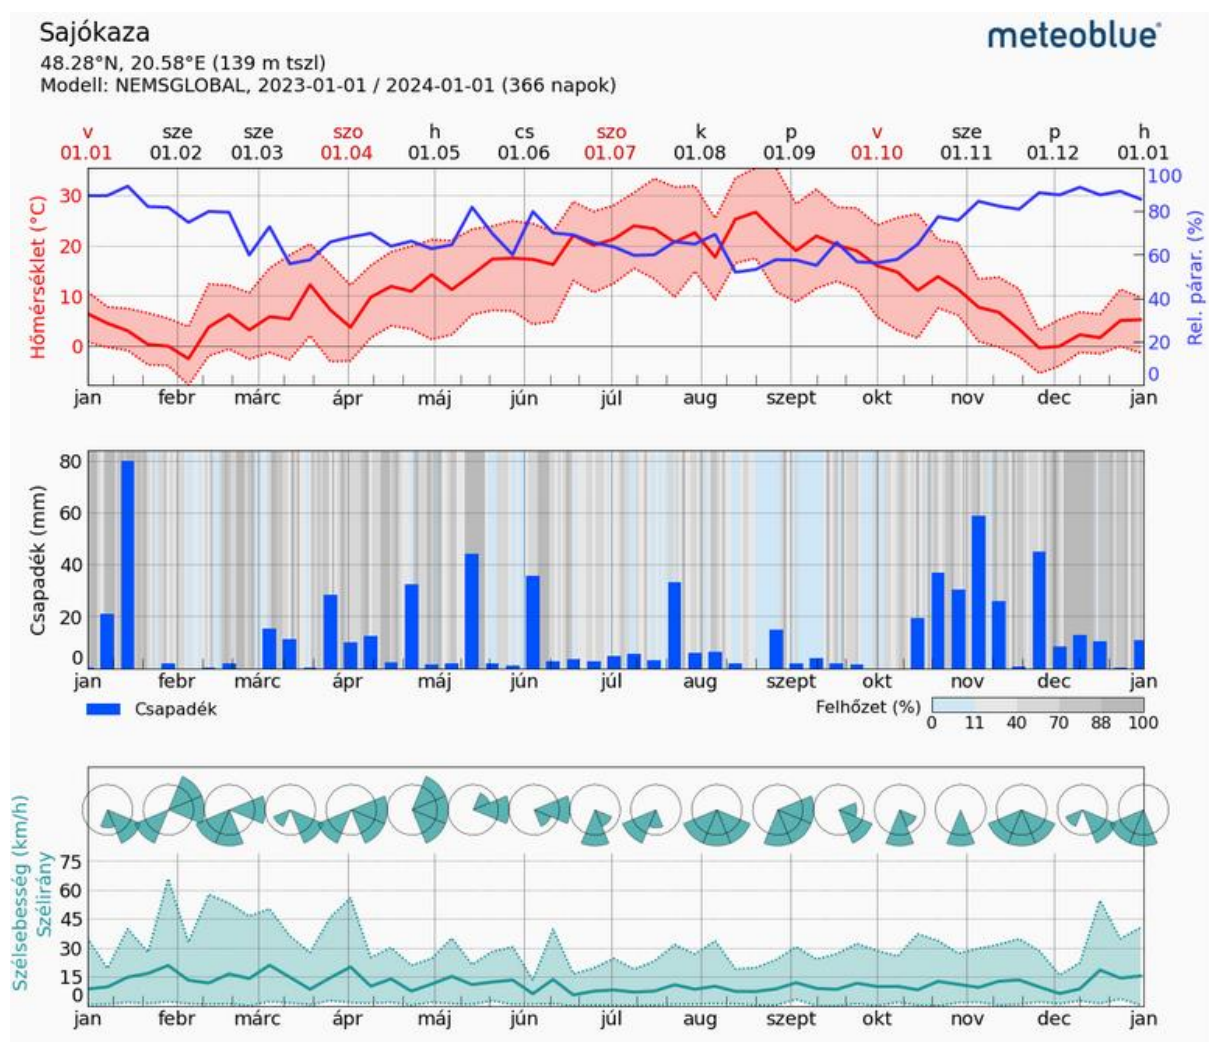 Sajókaza
meteoblue
48.28°N, 20.58°E (139 m tszl)
Modell: NEMSGLOBAL, 2023-01-01 / 2024-01-01 (366 napok)
v sze sze szo h cs szo k p v sze p h
01.01 01.02 01.03 01.04 01.05 01.06 01.07 01.08 01.09 01.10 01.11 01.12 01.01
Hőmérséklet (°C)
30
20
10
0
100
80
60
40
20
0
Rel. párar. (%)
jan febr márc ápr máj jún júl aug szept okt nov dec jan
Csapadék (mm)
80
60
40
20
0
jan febr márc ápr máj jún júl aug szept okt nov dec jan
Csapadék
Felhőzet (%)
0 11 40 70 88 100
Szélsebesség (km/h)
Szélirány
75
60
45
30
15
0
jan febr márc ápr máj jún júl aug szept okt nov dec jan